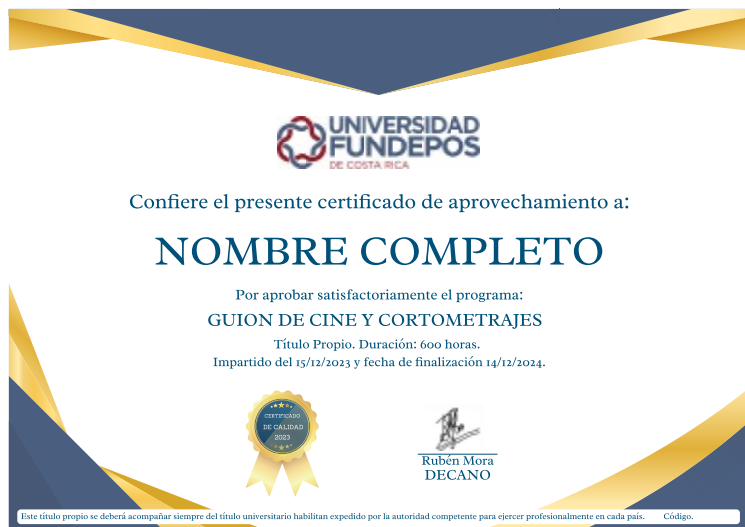 UNIVERSIDAD
FUNDEPOS
DE COSTA RICA
Confiere el presente certificado de aprovechamiento a:
NOMBRE COMPLETO
Por aprobar satisfactoriamente el programa:
GUION DE CINE Y CORTOMETRAJES
Título Propio. Duración: 600 horas.
Impartido del 15/12/2023 y fecha de finalización 14/12/2024.
CERTIFICADO
DE CALIDAD
2023
Rubén Mora
DECANO
Este título propio se deberá acompañar siempre del título universitario habilitan expedido por la autoridad competente para ejercer profesionalmente en cada país. Código.